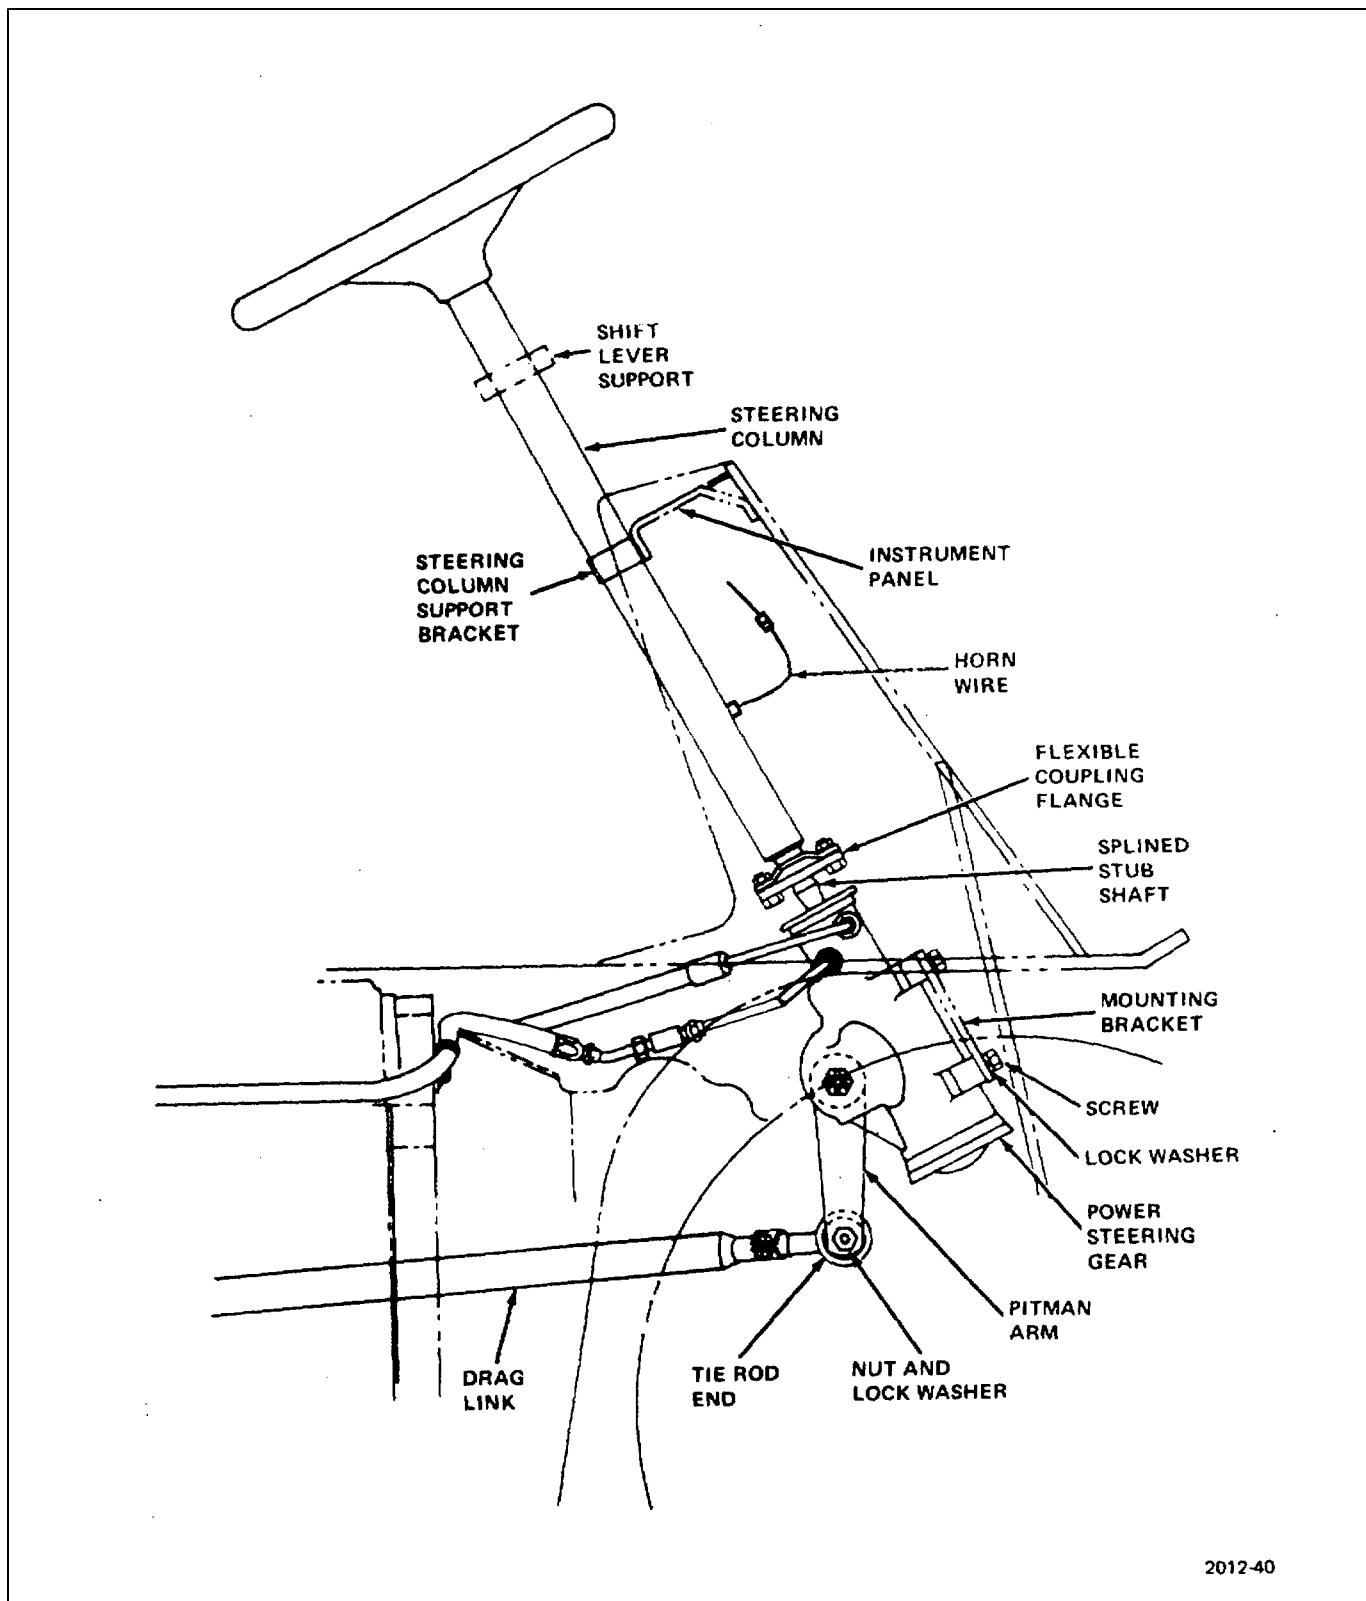 SHIFT
LEVER
SUPPORT
STEERING
COLUMN
STEERING
COLUMN
SUPPORT
BRACKET
INSTRUMENT
PANEL
HORN
WIRE
FLEXIBLE
COUPLING
FLANGE
SPLINED
STUB
SHAFT
MOUNTING
BRACKET
SCREW
LOCK WASHER
POWER
STEERING
GEAR
PITMAN
ARM
DRAG
LINK
TIE ROD
END
NUT AND
LOCK WASHER
2012-40